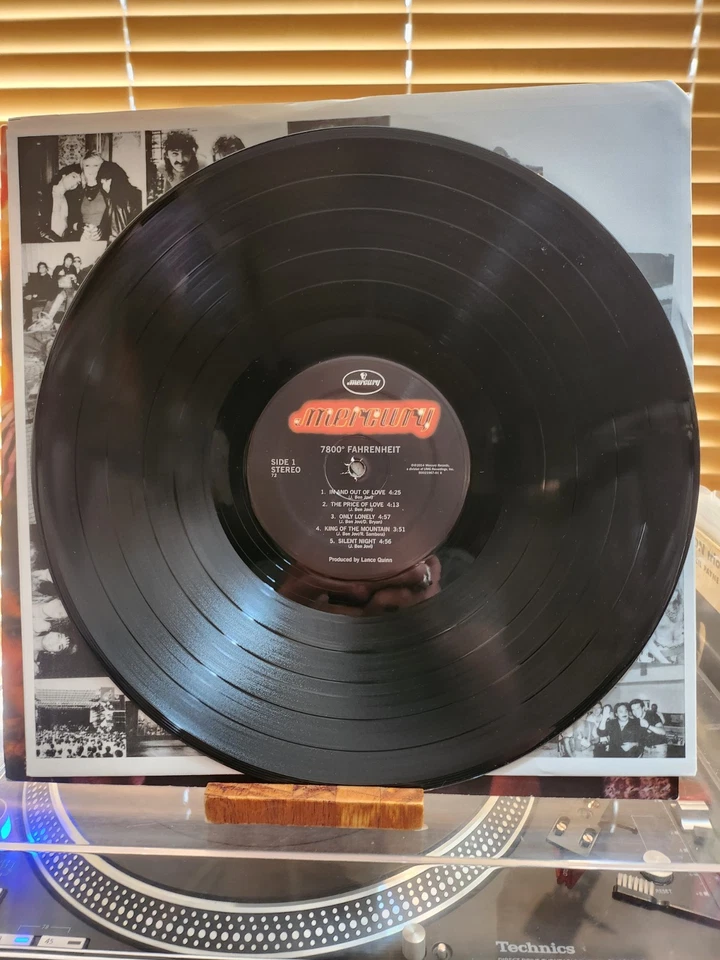 mercury
mercury
7800° FAHRENHEIT
SIDE 1
STEREO
1. IN AND OUT OF LOVE 4:25
(J. Bon Jovi)
2. THE PRICE OF LOVE 4:13
(J. Bon Jovi)
3. ONLY LONELY 4:57
(J. Bon Jovi/D. Bryan)
4. KING OF THE MOUNTAIN 3:51
(J. Bon Jovi/R. Sambora)
5. SILENT NIGHT 4:56
(J. Bon Jovi)
Produced by Lance Quinn
45
Technics